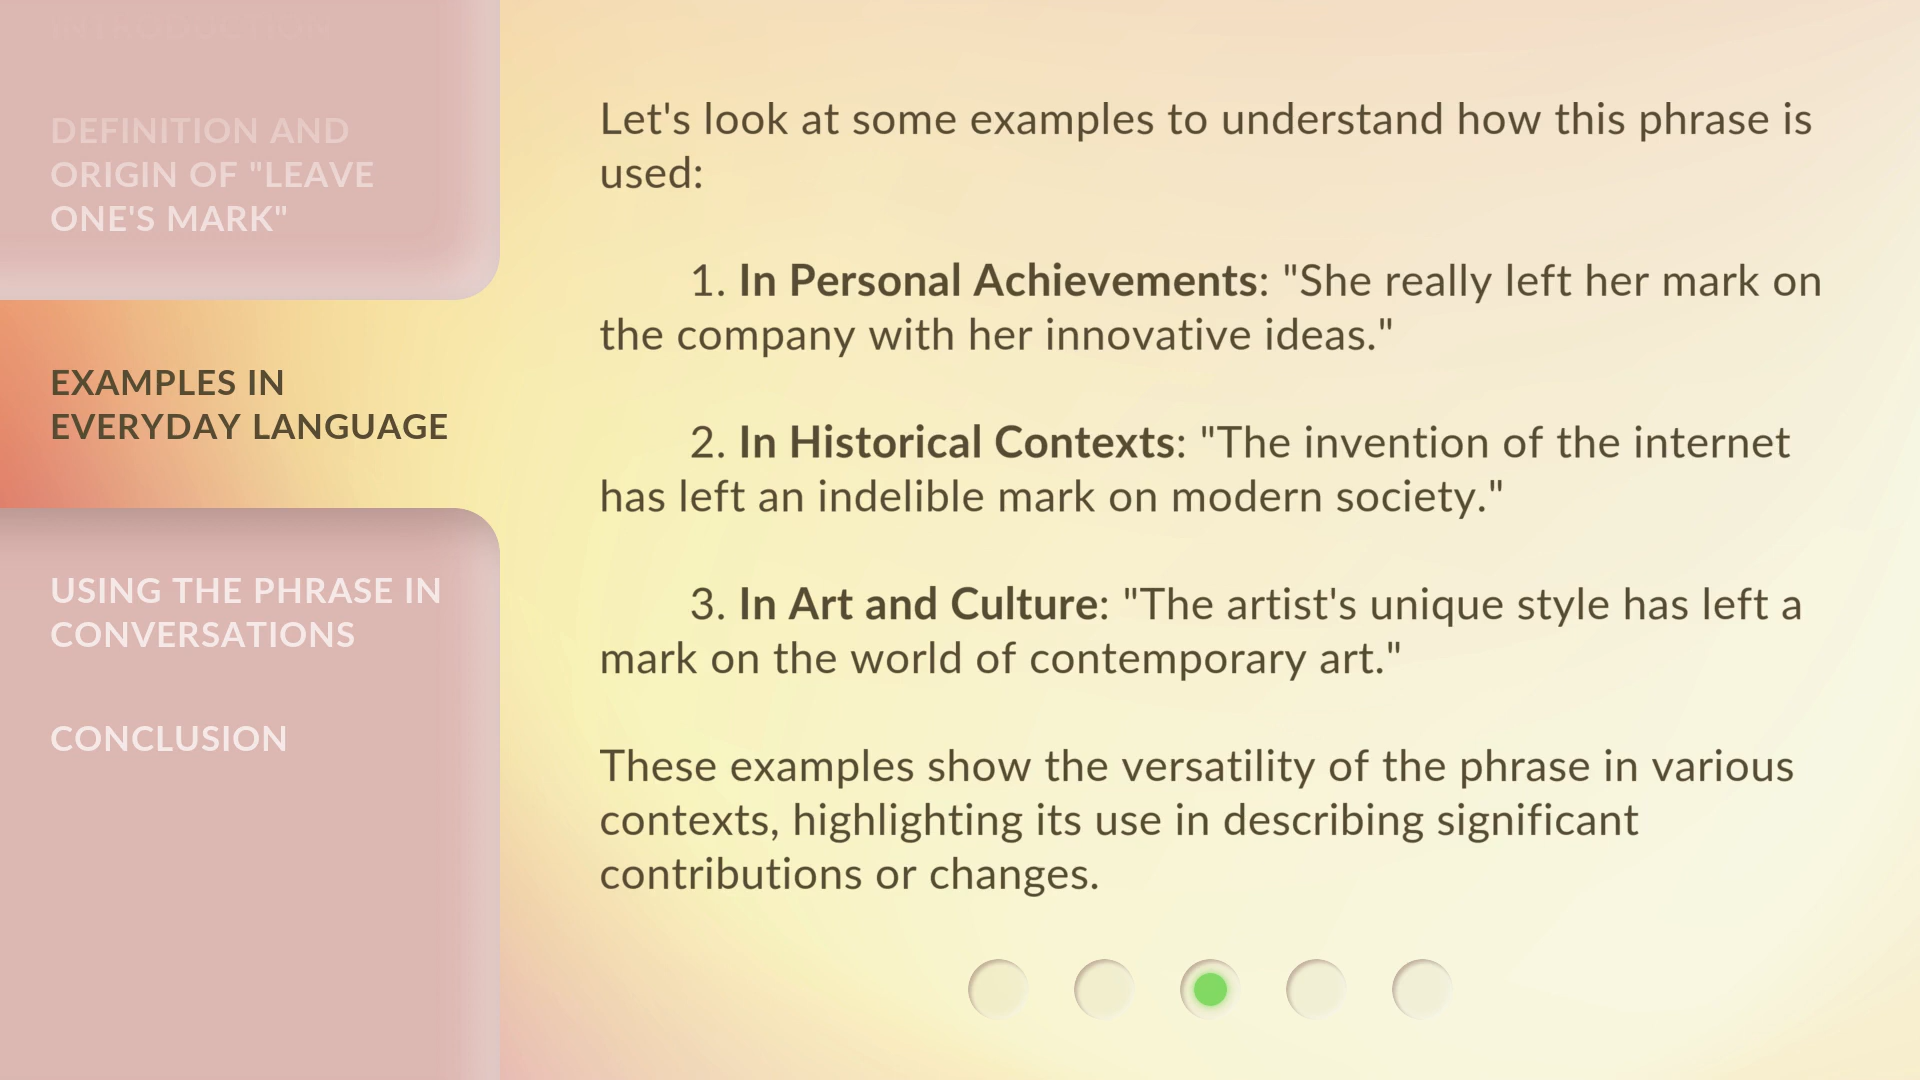 INTRODUCTION
DEFINITION AND
ORIGIN OF "LEAVE
ONE'S MARK"
EXAMPLES IN
EVERYDAY LANGUAGE
USING THE PHRASE IN
CONVERSATIONS
CONCLUSION
Let's look at some examples to understand how this phrase is
used:
1. In Personal Achievements: "She really left her mark on
the company with her innovative ideas."
2. In Historical Contexts: "The invention of the internet
has left an indelible mark on modern society."
3. In Art and Culture: "The artist's unique style has left a
mark on the world of contemporary art."
These examples show the versatility of the phrase in various
contexts, highlighting its use in describing significant
contributions or changes.